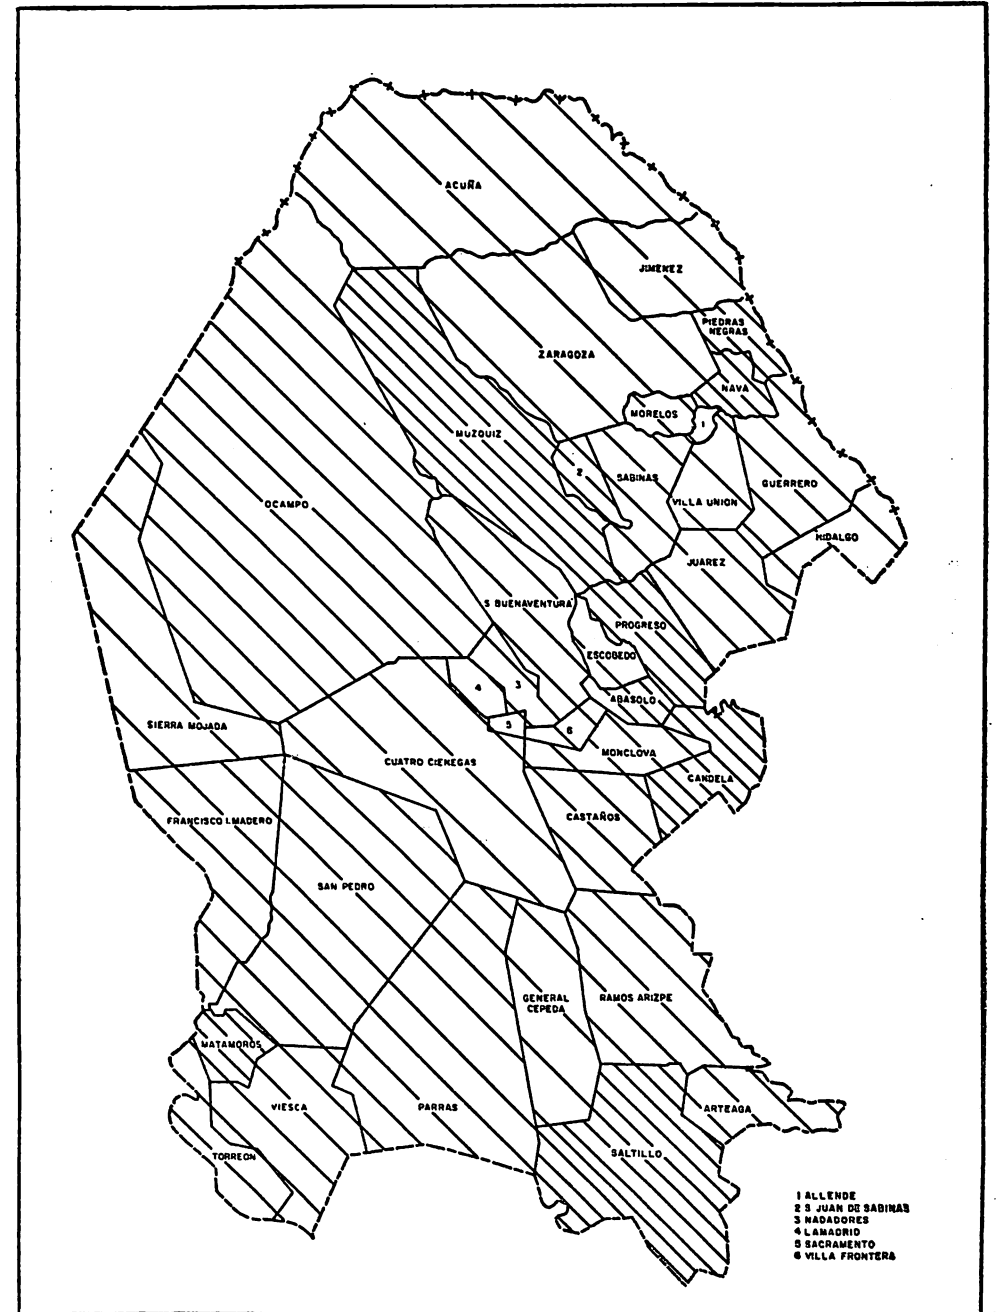 ACUÑA
JIMENEZ
PIEDRAS
NEGRAS
ZARAGOZA
NAVA
MORELOS
1
MUZQUIZ
2
SABINAS
GUERRERO
OCAMPO
VILLA UNION
HIDALGO
JUAREZ
S BUENAVENTURA
PROGRESO
ESCOBEDO
4
3
ABASOLO
SIERRA MOJADA
5
6
MONCLOVA
CUATRO CIENEGAS
CANDELA
FRANCISCO I. MADERO
CASTAÑOS
SAN PEDRO
GENERAL
CEPEDA
RAMOS ARIZPE
MATAMOROS
VIESCA
PARRAS
ARTEAGA
TORREON
SALTILLO
1 ALLENDE
2 S JUAN DE SABINAS
3 NADADORES
4 LAMADRID
5 SACRAMENTO
6 VILLA FRONTERA